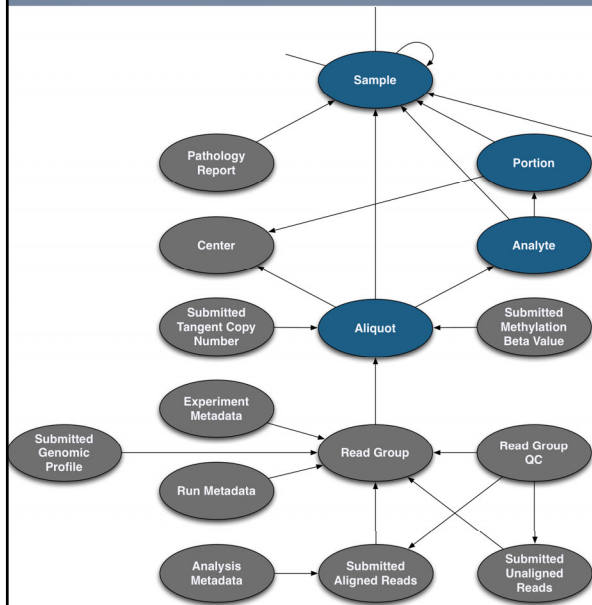 Sample
Pathology
Report
Portion
Center
Analyte
Submitted
Tangent Copy
Number
Aliquot
Submitted
Methylation
Beta Value
Experiment
Metadata
Submitted
Genomic
Profile
Read Group
Read Group
QC
Run Metadata
Analysis
Metadata
Submitted
Aligned Reads
Submitted
Unaligned
Reads